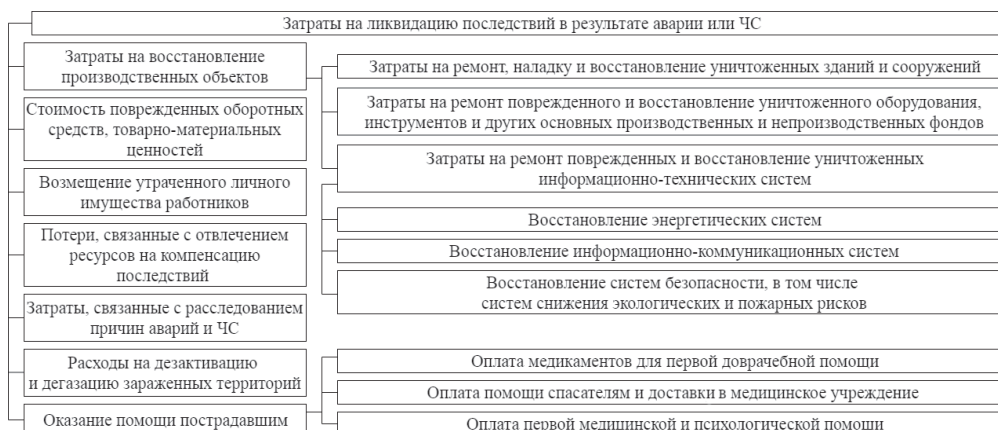 Затраты на ликвидацию последствий в результате аварии или ЧС
Затраты на восстановление
производственных объектов
Стоимость поврежденных оборотных
средств, товарно-материальных
ценностей
Возмещение утраченного личного
имущества работников
Потери, связанные с отвлечением
ресурсов на компенсацию
последствий
Затраты, связанные с расследованием
причин аварий и ЧС
Расходы на дезактивацию
и дегазацию зараженных территорий
Оказание помощи пострадавшим
Затраты на ремонт, наладку и восстановление уничтоженных зданий и сооружений
Затраты на ремонт поврежденного и восстановление уничтоженного оборудования,
инструментов и других основных производственных и непроизводственных фондов
Затраты на ремонт поврежденных и восстановление уничтоженных
информационно-технических систем
Восстановление энергетических систем
Восстановление информационно-коммуникационных систем
Восстановление систем безопасности, в том числе
систем снижения экологических и пожарных рисков
Оплата медикаментов для первой доврачебной помощи
Оплата помощи спасателям и доставки в медицинское учреждение
Оплата первой медицинской и психологической помощи